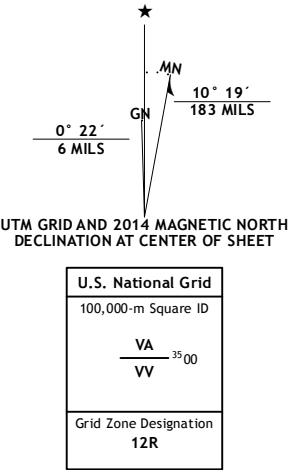 ★
MN
GN
10° 19´
183 MILS
0° 22´
6 MILS
UTM GRID AND 2014 MAGNETIC NORTH
DECLINATION AT CENTER OF SHEET
U.S. National Grid
100,000-m Square ID
VA
3500
VV
Grid Zone Designation
12R